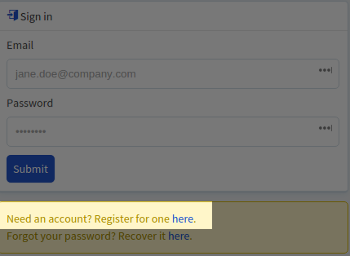 Sign in
Email
jane.doe@company.com
Password
••••••••
Submit
Need an account? Register for one here.
Forgot your password? Recover it here.